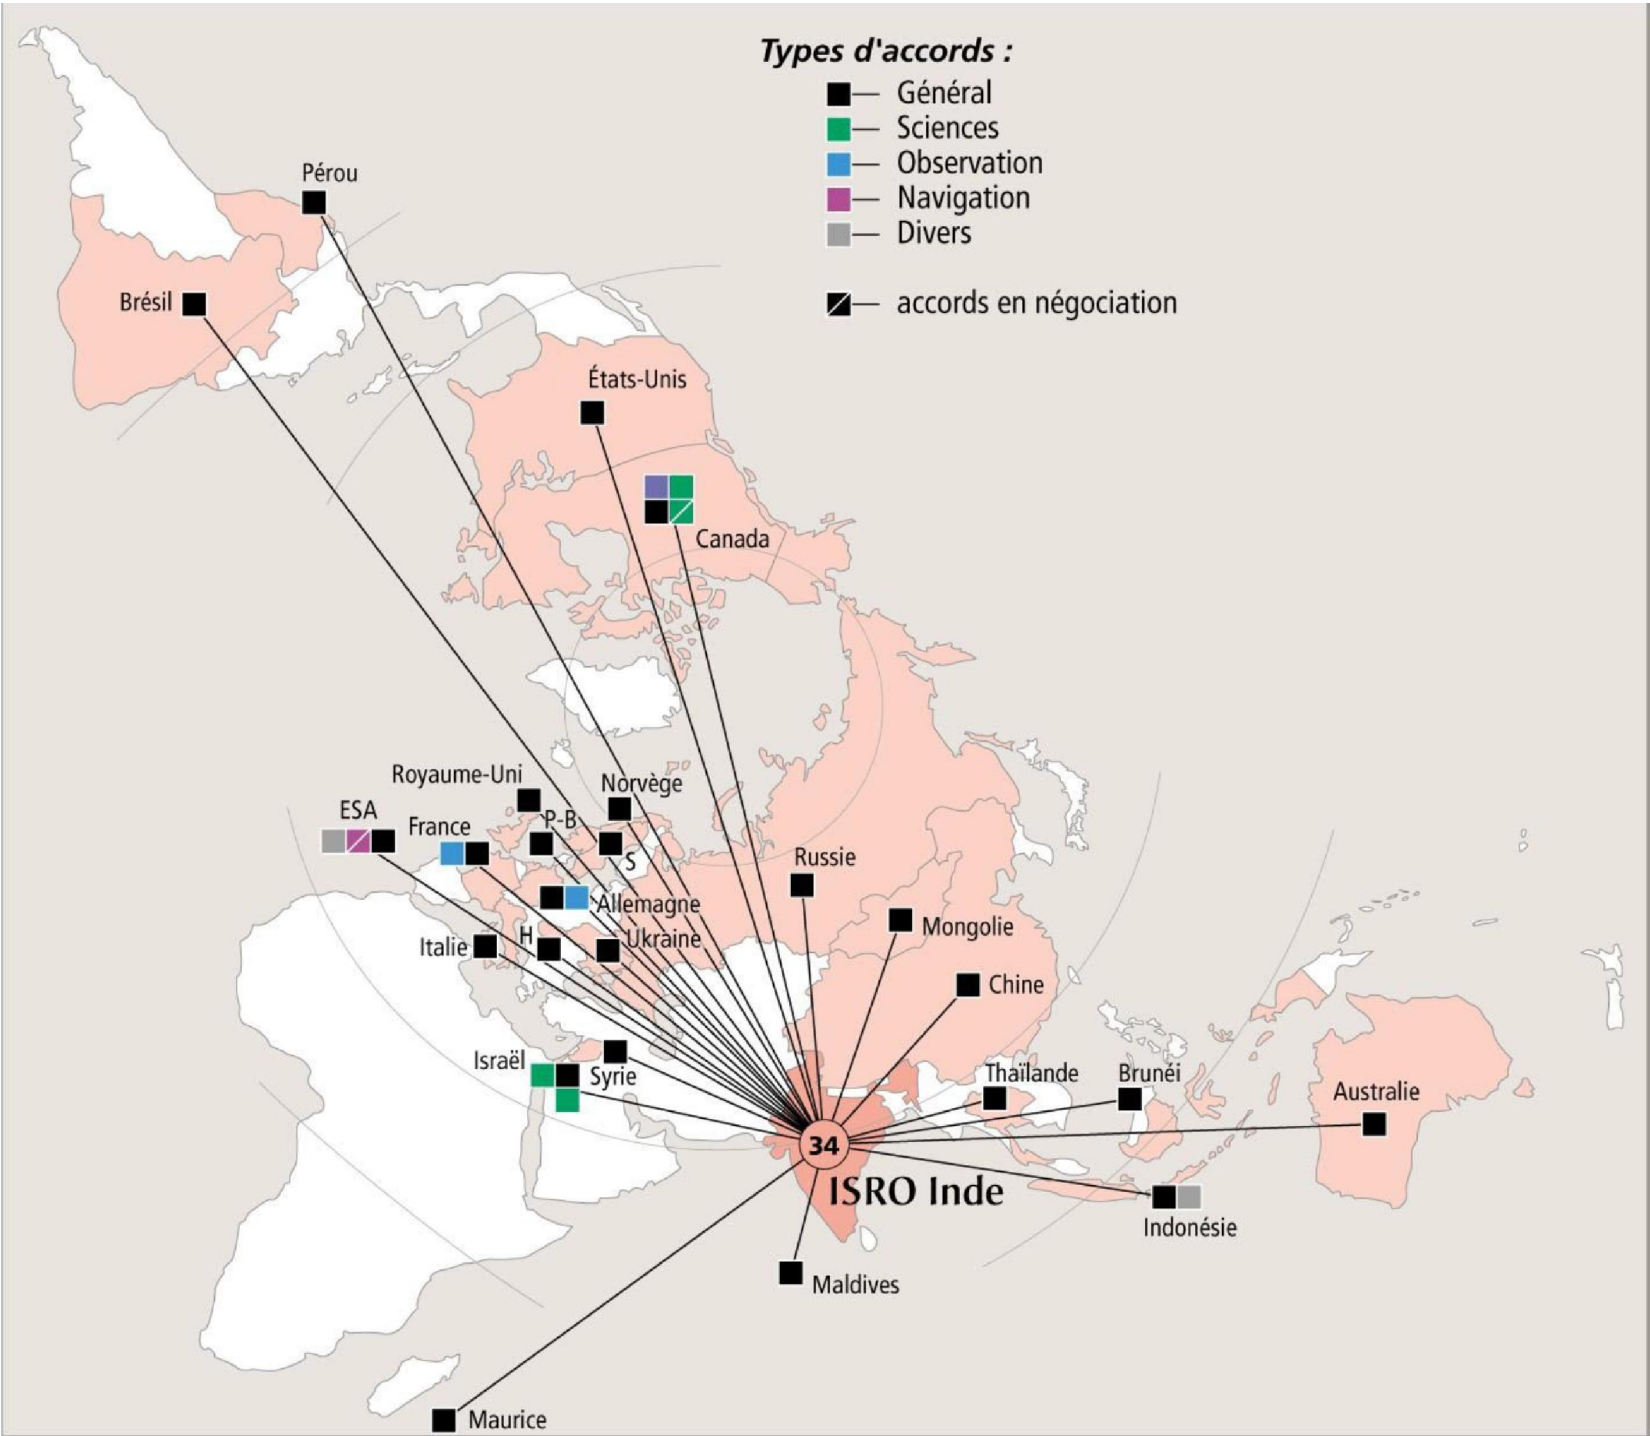 Types d'accords :
Général
Sciences
Observation
Navigation
Divers
accords en négociation
Pérou
Brésil
États-Unis
Canada
Royaume-Uni
Norvège
ESA
France
P-B
S
Russie
Allemagne
Mongolie
Italie
H
Ukraine
Chine
Israël
Syrie
Thaïlande
Brunéi
Australie
34
ISRO Inde
Indonésie
Maldives
Maurice